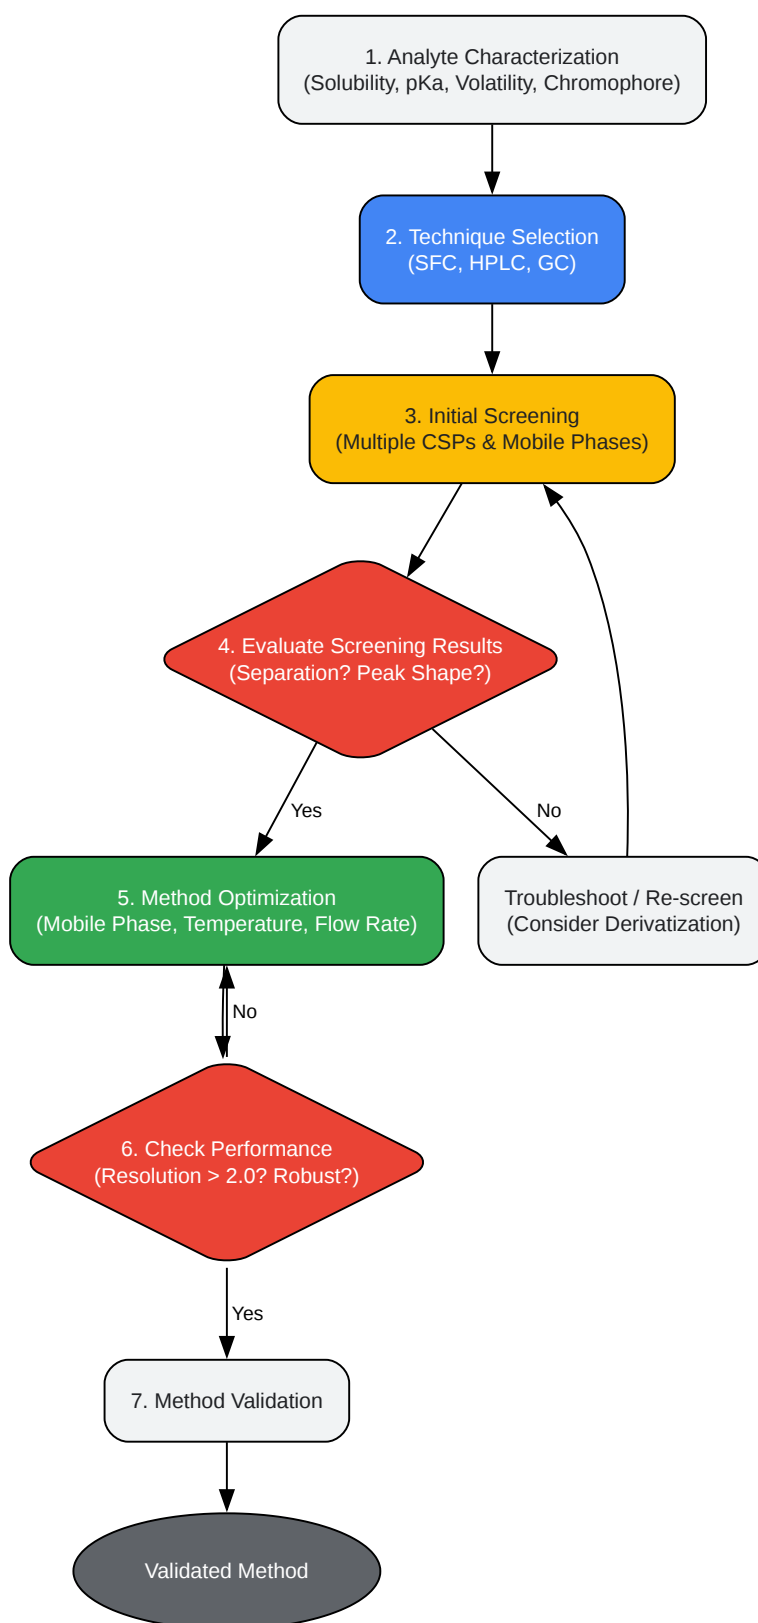 1. Analyte Characterization
(Solubility, pKa, Volatility, Chromophore)
2. Technique Selection
(SFC, HPLC, GC)
3. Initial Screening
(Multiple CSPs & Mobile Phases)
4. Evaluate Screening Results
(Separation? Peak Shape?)
Yes
No
5. Method Optimization
(Mobile Phase, Temperature, Flow Rate)
Troubleshoot / Re-screen
(Consider Derivatization)
No
6. Check Performance
(Resolution > 2.0? Robust?)
Yes
7. Method Validation
Validated Method